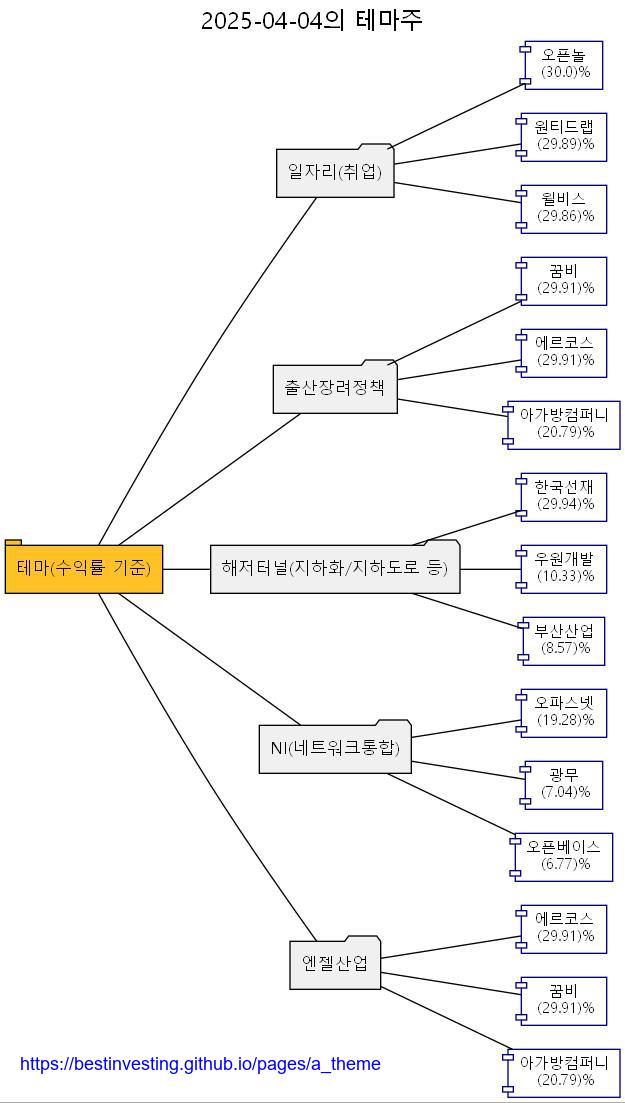 2025-04-04의 테마주
테마(수익률 기준)
일자리(취업)
오픈놀
(30.0)%
원티드랩
(29.89)%
윌비스
(29.86)%
출산장려정책
꿈비
(29.91)%
에르코스
(29.91)%
아가방컴퍼니
(20.79)%
해저터널(지하화/지하도로 등)
한국선재
(29.94)%
우원개발
(10.33)%
부산산업
(8.57)%
NI(네트워크통합)
오파스넷
(19.28)%
광무
(7.04)%
오픈베이스
(6.77)%
엔젤산업
에르코스
(29.91)%
꿈비
(29.91)%
아가방컴퍼니
(20.79)%
https://bestinvesting.github.io/pages/a_theme